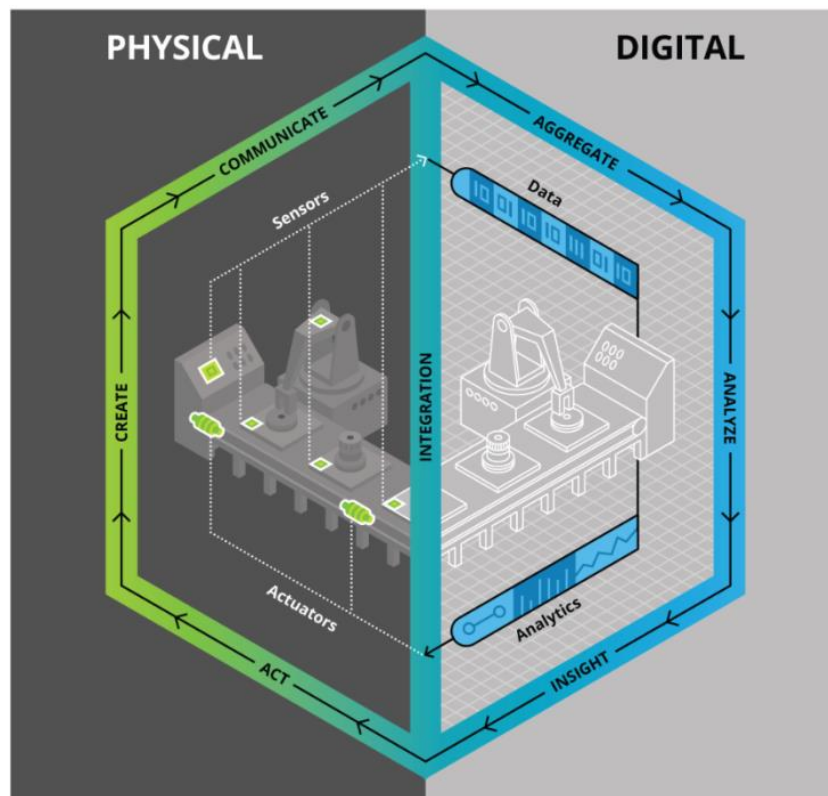 PHYSICAL
DIGITAL
COMMUNICATE
AGGREGATE
Sensors
Data
CREATE
INTEGRATION
ANALYZE
Actuators
Analytics
ACT
INSIGHT